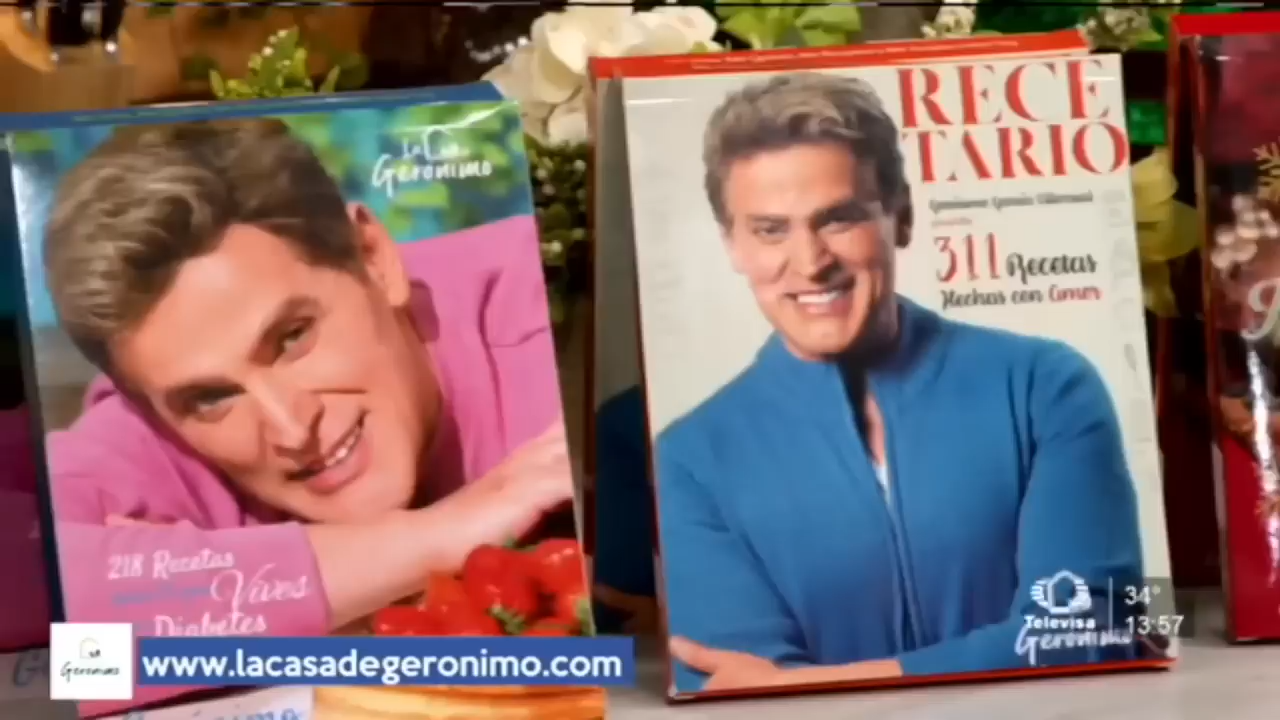 La Casa
Geronimo
218 Recetas
Vives
Diabetes
RECE
TARIO
311 Recetas
Hechas con Amor
Geronimo
Televisa
34°
13:57
Geronimo
www.lacasadegeronimo.com